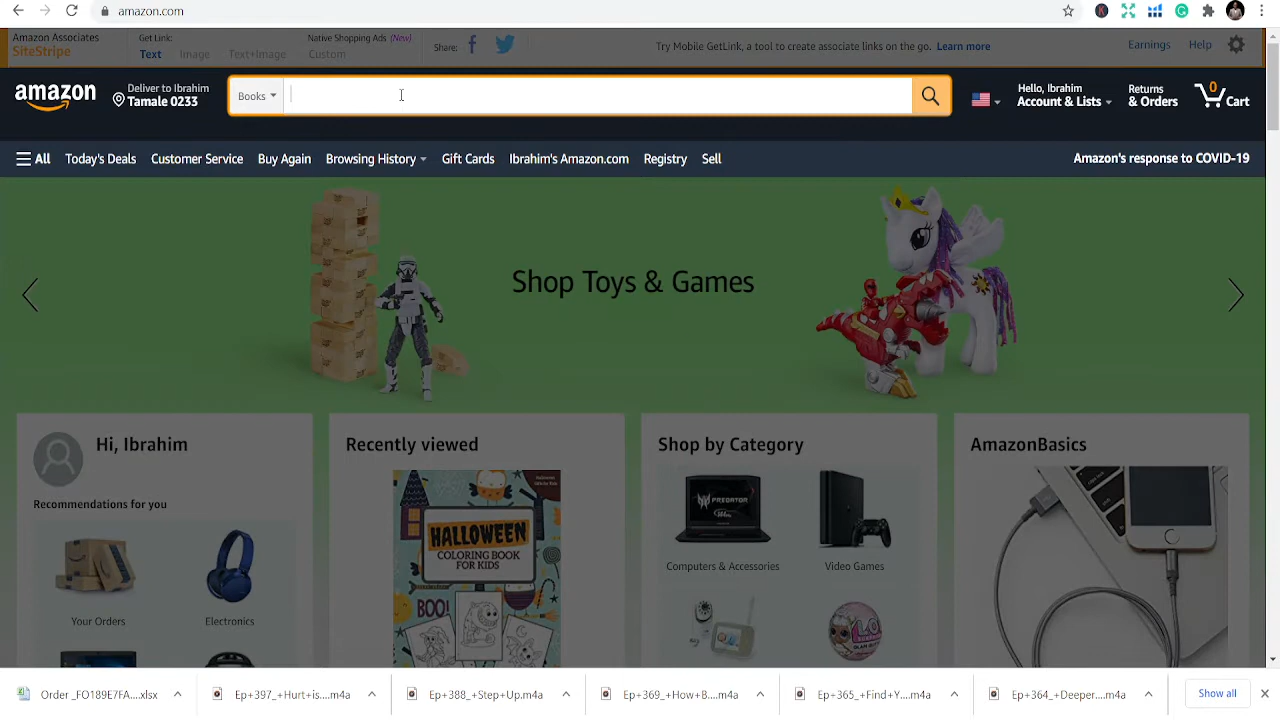 amazon.com
Amazon Associates
SiteStripe
Get Link:
Text Image Text+Image
Native Shopping Ads (New)
Custom
Share:
Try Mobile GetLink, a tool to create associate links on the go. Learn more
Earnings Help
amazon
Deliver to Ibrahim
Tamale 0233
Books
Hello, Ibrahim
Account & Lists
Returns
& Orders
0
Cart
All Today's Deals Customer Service Buy Again Browsing History Gift Cards Ibrahim's Amazon.com Registry Sell
Amazon's response to COVID-19
Shop Toys & Games
Hi, Ibrahim
Recommendations for you
Your Orders
Electronics
Recently viewed
HALLOWEEN
COLORING BOOK
FOR KIDS
BOO!
Shop by Category
PREDATOR
Computers & Accessories
Video Games
AmazonBasics
Order _FO189E7FA....xlsx
Ep+397_+Hurt+is....m4a
Ep+388_+Step+Up.m4a
Ep+369_+How+B....m4a
Ep+365_+Find+Y....m4a
Ep+364_+Deeper....m4a
Show all